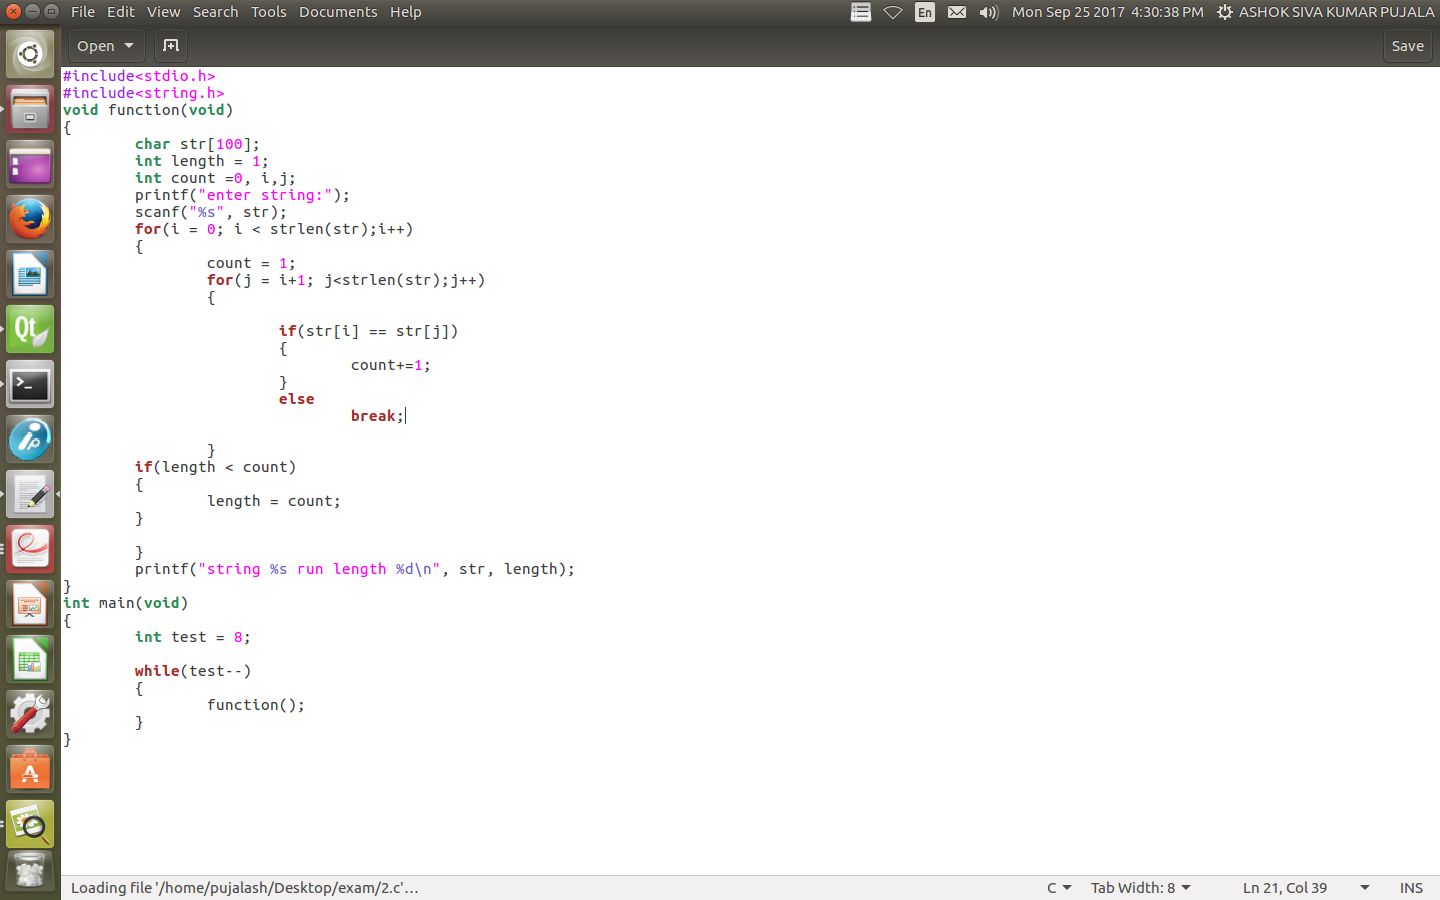 File Edit View Search Tools Documents Help En Mon Sep 25 2017 4:30:38 PM ASHOK SIVA KUMAR PUJALA
Open Save
#include<stdio.h>
#include<string.h>
void function(void)
{
char str[100];
int length = 1;
int count =0, i,j;
printf("enter string:");
scanf("%s", str);
for(i = 0; i < strlen(str);i++)
{
count = 1;
for(j = i+1; j<strlen(str);j++)
{
if(str[i] == str[j])
{
count+=1;
}
else
break;
}
if(length < count)
{
length = count;
}
}
printf("string %s run length %d\n", str, length);
}
int main(void)
{
int test = 8;
while(test--)
{
function();
}
}
Qt
Loading file '/home/pujalash/Desktop/exam/2.c'… C Tab Width: 8 Ln 21, Col 39 INS